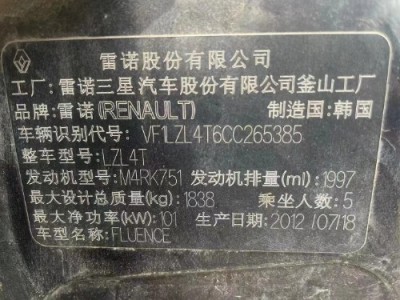 雷诺股份有限公司
工厂: 雷诺三星汽车股份有限公司釜山工厂
品牌: 雷诺(RENAULT) 制造国: 韩国
车辆识别代号: VF1LZL4T6CC265385
整车型号: LZL4T
发动机型号: M4RK751 发动机排量(ml): 1997
最大设计总质量(kg): 1838 乘坐人数: 5
最大净功率(kW): 101 生产日期: 2012 /07/18
车型名称: FLUENCE